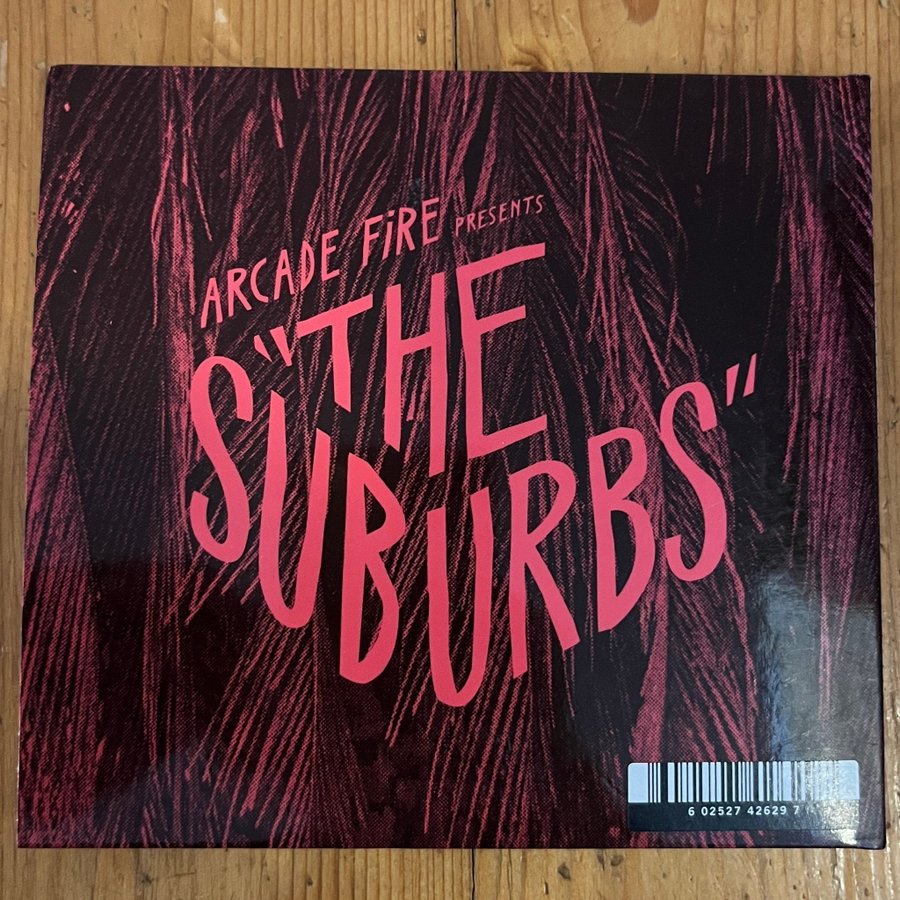 ARCADE FiRE PRESENTS
"THE
SUBURBS"
6 02527 42629 7